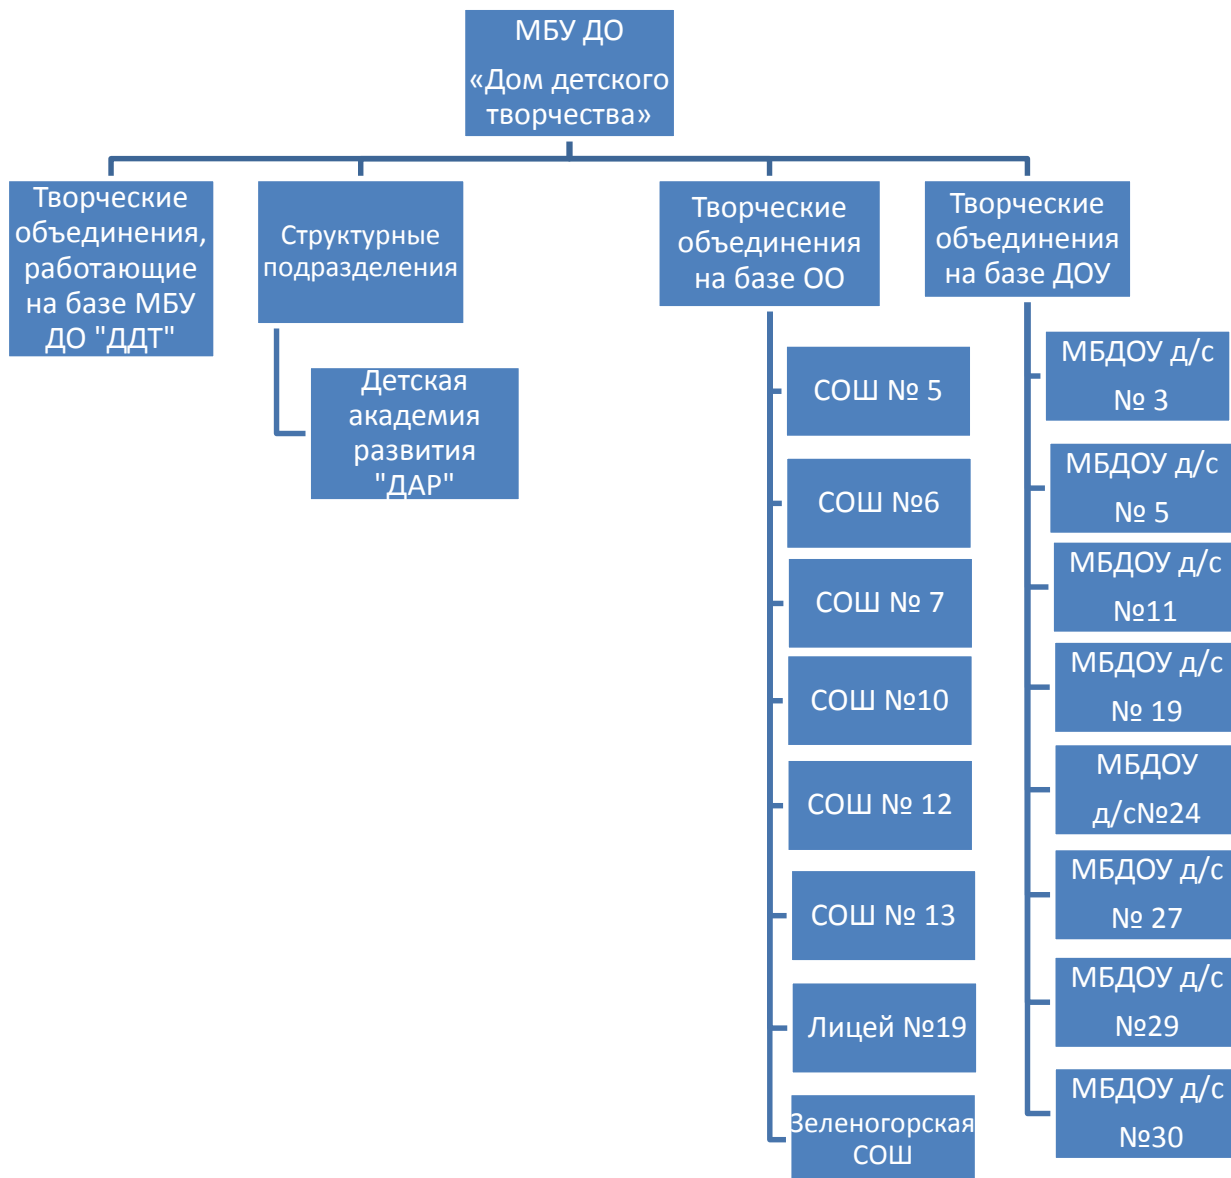 МБУ ДО
«Дом детского
творчества»
Творческие
объединения,
работающие
на базе МБУ
ДО "ДДТ"
Структурные
подразделения
Детская
академия
развития
"ДАР"
Творческие
объединения
на базе ОО
СОШ № 5
СОШ №6
СОШ № 7
СОШ №10
СОШ № 12
СОШ № 13
Лицей №19
Зеленогорская
СОШ
Творческие
объединения
на базе ДОУ
МБДОУ д/с
№ 3
МБДОУ д/с
№ 5
МБДОУ д/с
№11
МБДОУ д/с
№ 19
МБДОУ
д/с№24
МБДОУ д/с
№ 27
МБДОУ д/с
№29
МБДОУ д/с
№30